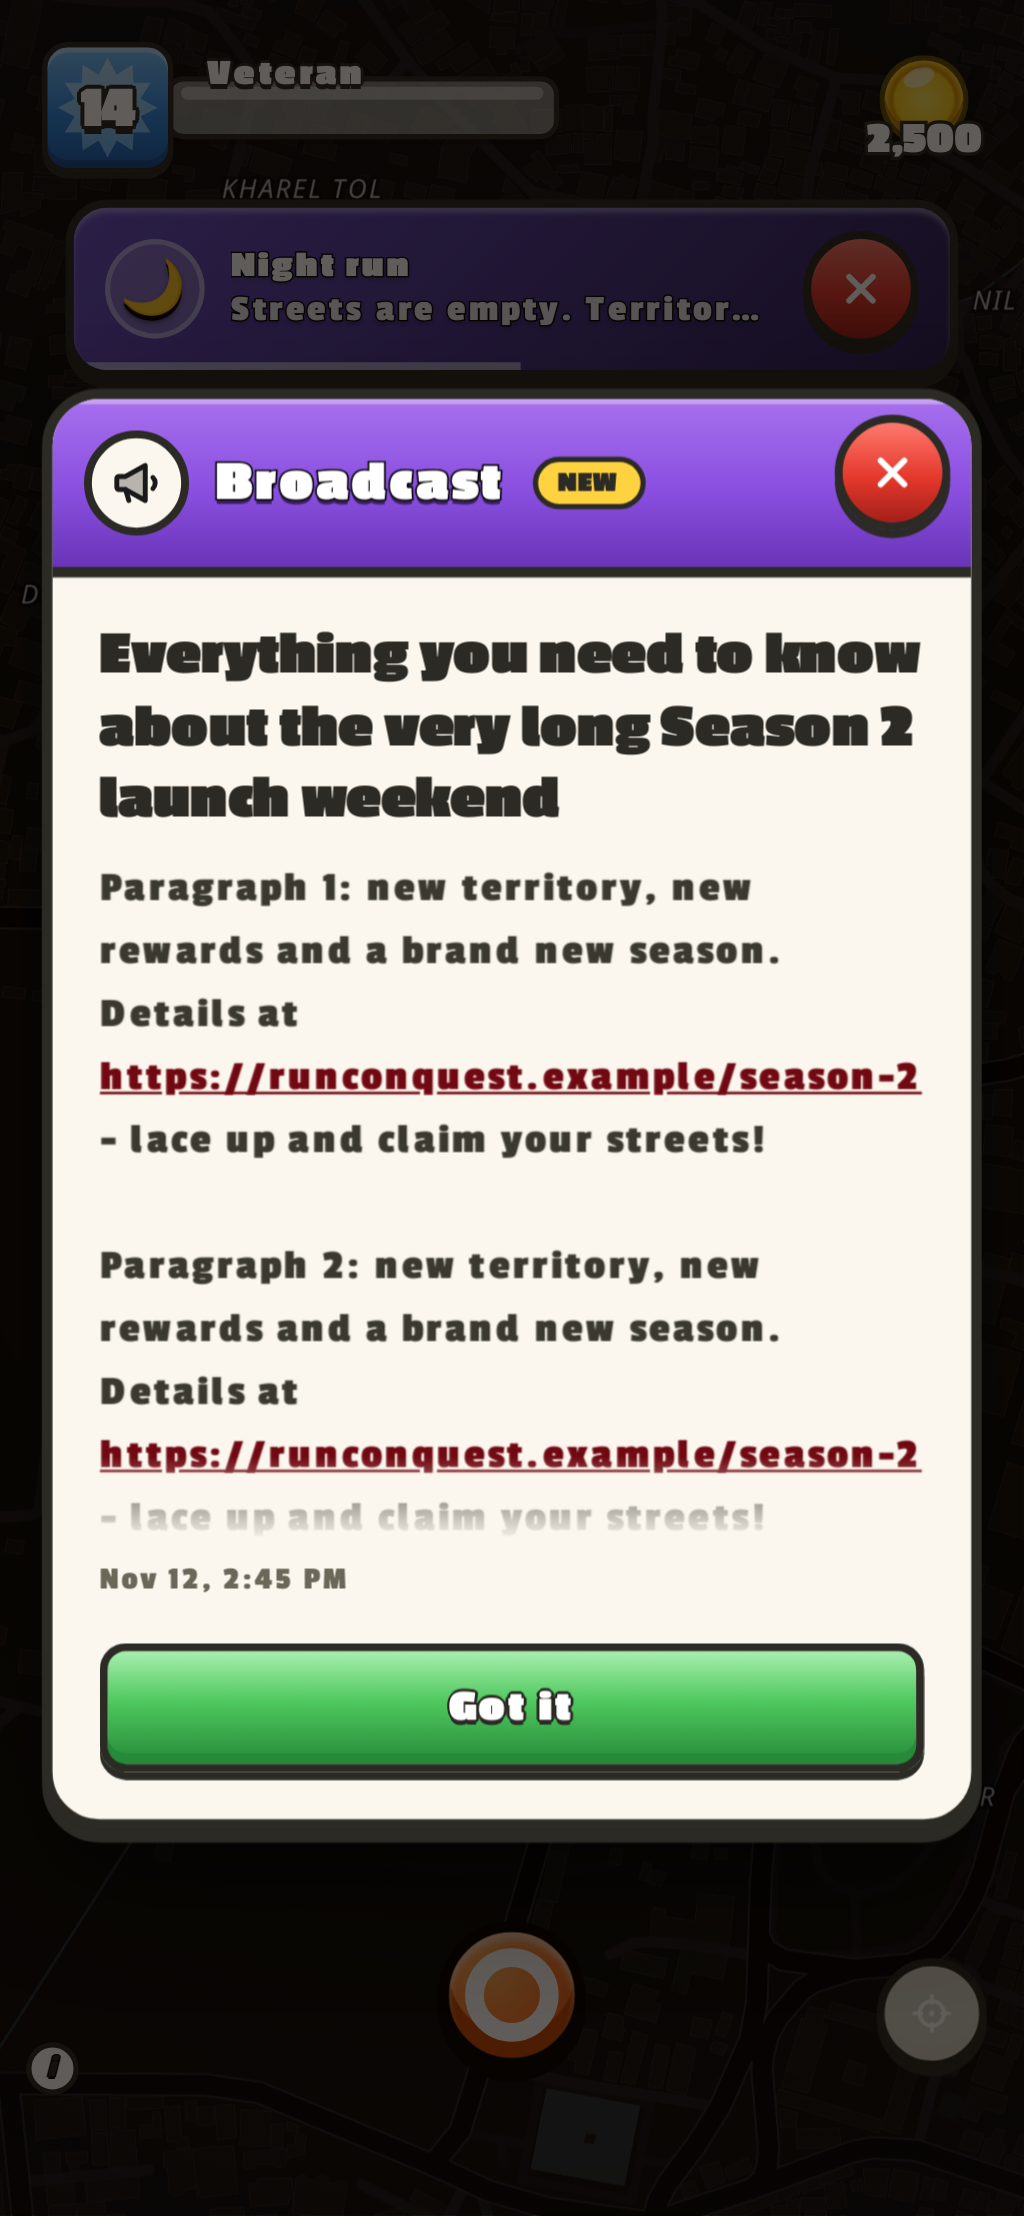 14
Veteran
2,500
KHAREL TOL
Night run
Streets are empty. Territor...
NIL
Broadcast
NEW
D
Everything you need to know
about the very long Season 2
launch weekend
Paragraph 1: new territory, new
rewards and a brand new season.
Details at
https://runconquest.example/season-2
- lace up and claim your streets!
Paragraph 2: new territory, new
rewards and a brand new season.
Details at
https://runconquest.example/season-2
- lace up and claim your streets!
Nov 12, 2:45 PM
Got it
R